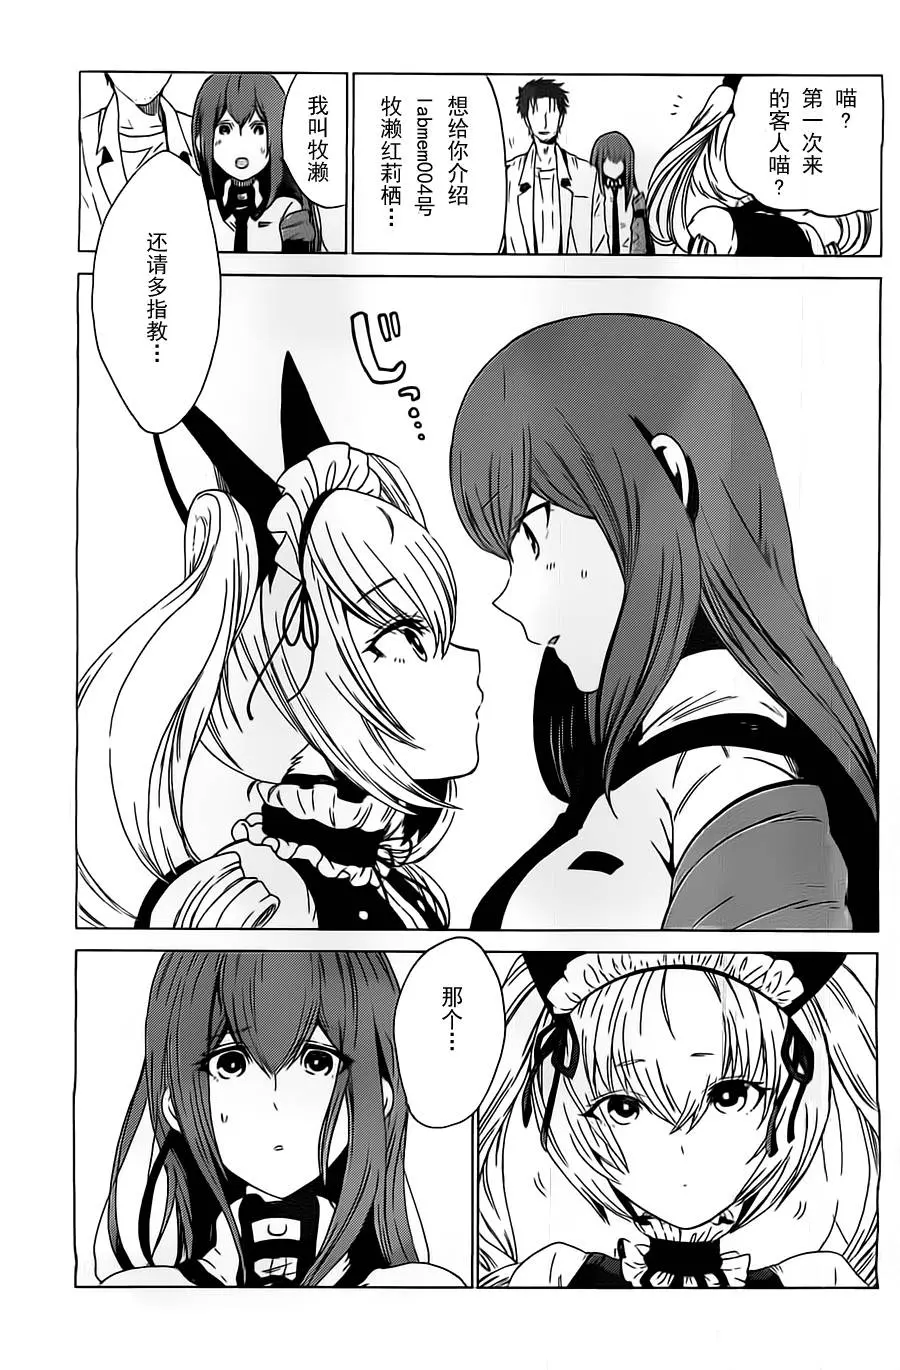 喵？
第一次来
的客人喵？
想给你介绍
labmem004号
牧濑红莉栖…
我叫牧濑
还请多指教…
じっ…
那个…